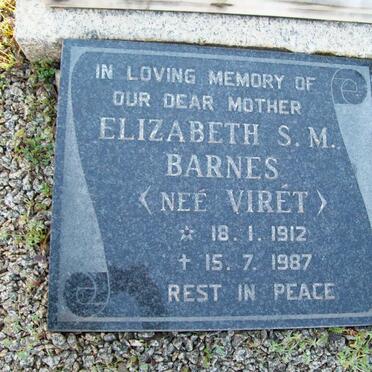 IN LOVING MEMORY OF
OUR DEAR MOTHER
ELIZABETH S. M.
BARNES
(NEÉ VIRÉT)
☆ 18. 1. 1912
† 15. 7. 1987
REST IN PEACE